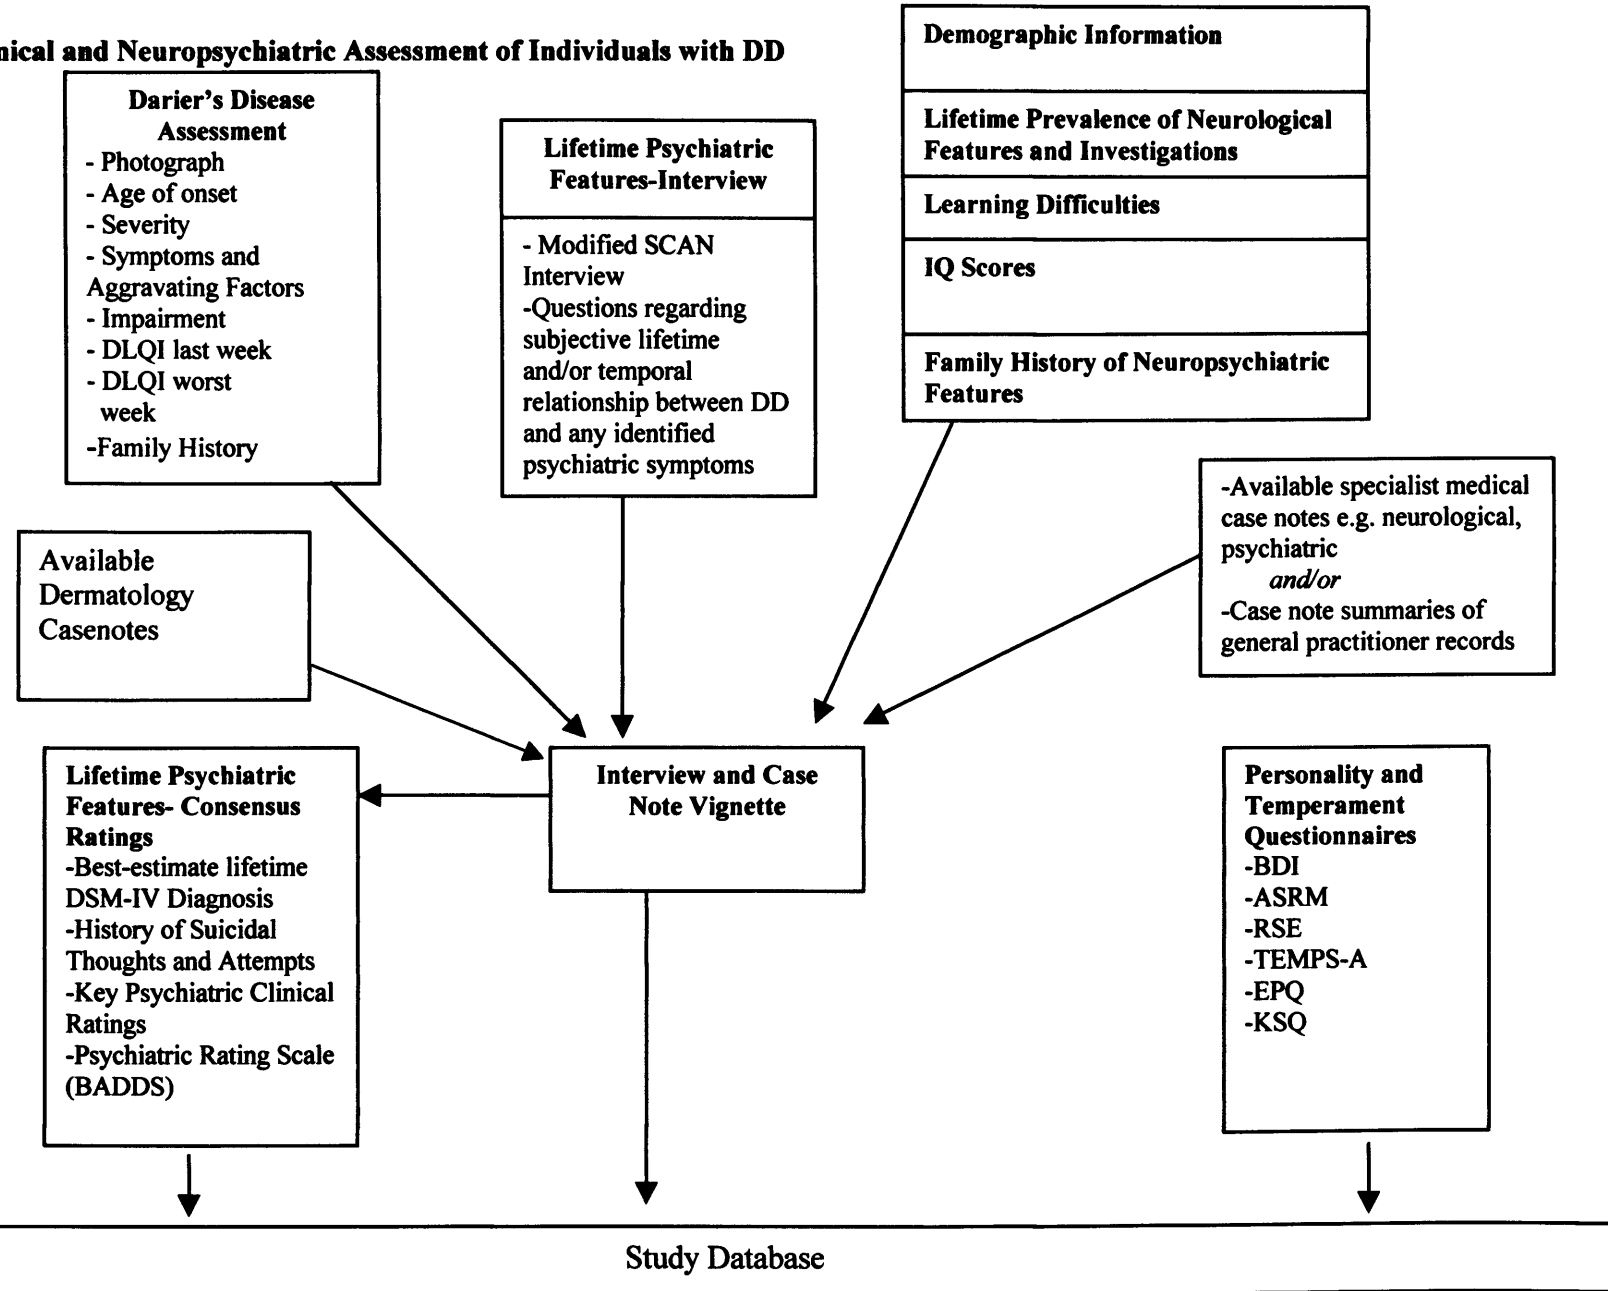 nical and Neuropsychiatric Assessment of Individuals with DD
Darier's Disease
Assessment
- Photograph
- Age of onset
- Severity
- Symptoms and
Aggravating Factors
- Impairment
- DLQI last week
- DLQI worst
week
-Family History
Lifetime Psychiatric
Features-Interview
- Modified SCAN
Interview
-Questions regarding
subjective lifetime
and/or temporal
relationship between DD
and any identified
psychiatric symptoms
Demographic Information
Lifetime Prevalence of Neurological
Features and Investigations
Learning Difficulties
IQ Scores
Family History of Neuropsychiatric
Features
-Available specialist medical
case notes e.g. neurological,
psychiatric
and/or
-Case note summaries of
general practitioner records
Available
Dermatology
Casenotes
Lifetime Psychiatric
Features- Consensus
Ratings
-Best-estimate lifetime
DSM-IV Diagnosis
-History of Suicidal
Thoughts and Attempts
-Key Psychiatric Clinical
Ratings
-Psychiatric Rating Scale
(BADDS)
Interview and Case
Note Vignette
Personality and
Temperament
Questionnaires
-BDI
-ASRM
-RSE
-TEMPS-A
-EPQ
-KSQ
Study Database